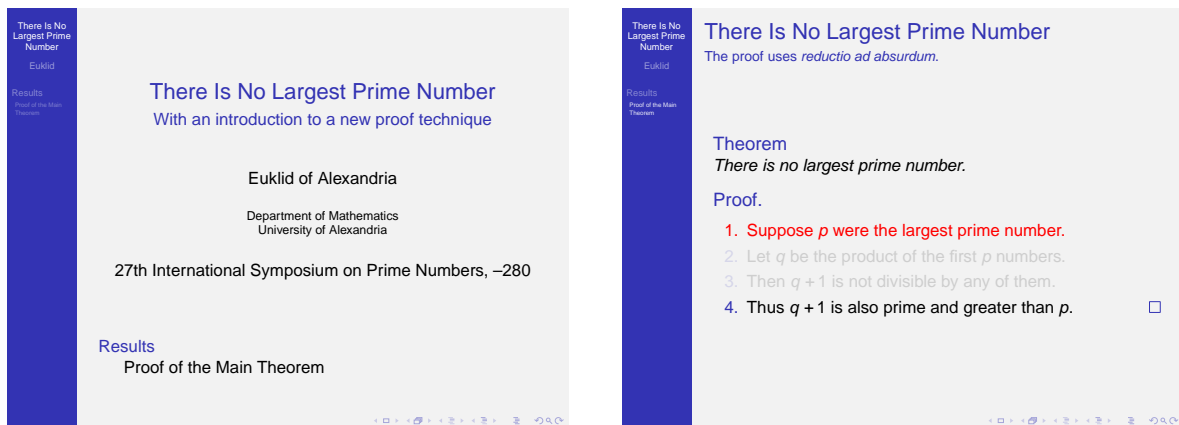 There Is No
Largest Prime
Number
Euklid
Results
Proof of the Main
Theorem
There Is No Largest Prime Number
With an introduction to a new proof technique
Euklid of Alexandria
Department of Mathematics
University of Alexandria
27th International Symposium on Prime Numbers, –280
Results
Proof of the Main Theorem
There Is No
Largest Prime
Number
Euklid
Results
Proof of the Main
Theorem
There Is No Largest Prime Number
The proof uses reductio ad absurdum.
Theorem
There is no largest prime number.
Proof.
1. Suppose p were the largest prime number.
2. Let q be the product of the first p numbers.
3. Then q + 1 is not divisible by any of them.
4. Thus q + 1 is also prime and greater than p. □